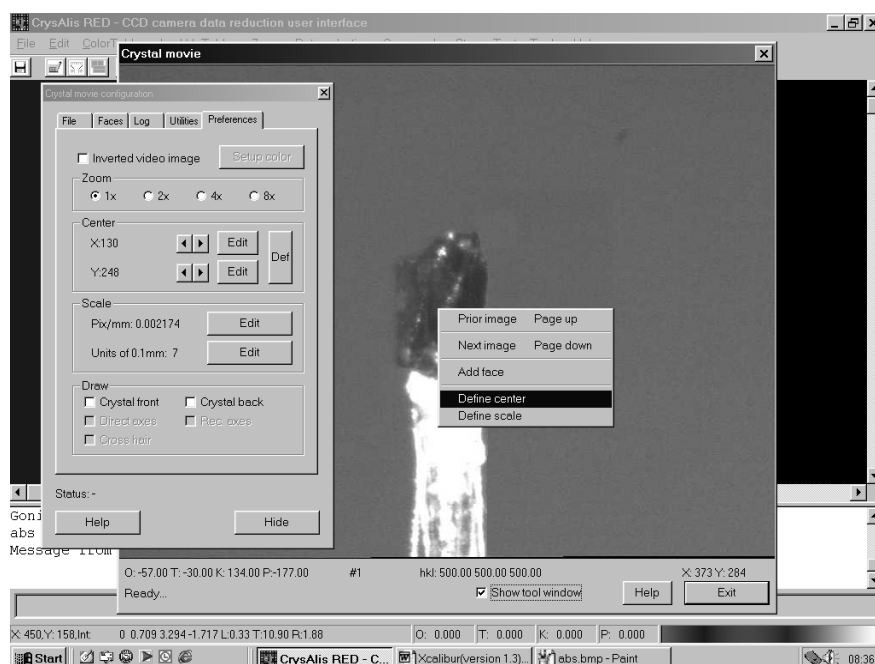 CrysAlis RED - CCD camera data reduction user interface
File Edit ColorT
Crystal movie
Crystal movie configuration
File Faces Log Utilities Preferences
Inverted video image Setup color
Zoom
1x 2x 4x 8x
Center
X:130 Edit
Def
Y:248 Edit
Scale
Pix/mm: 0.002174 Edit
Units of 0.1mm: 7 Edit
Draw
Crystal front Crystal back
Direct axes Rec. axes
Cross hair
Status: -
Help Hide
Prior image Page up
Next image Page down
Add face
Define center
Define scale
Goni
abs
Message from
O: -57.00 T: -30.00 K: 134.00 P:-177.00 #1 hkl: 500.00 500.00 500.00 X: 373 Y: 284
Ready... Show tool window Help Exit
X: 450,Y: 158,Int: 0 0.709 3.294 -1.717 L:0.33 T:10.90 R:1.88 O: 0.000 T: 0.000 K: 0.000 P: 0.000
Start CrysAlis RED - C... Xcalibur(version 1.3)... abs.bmp - Paint 08:36